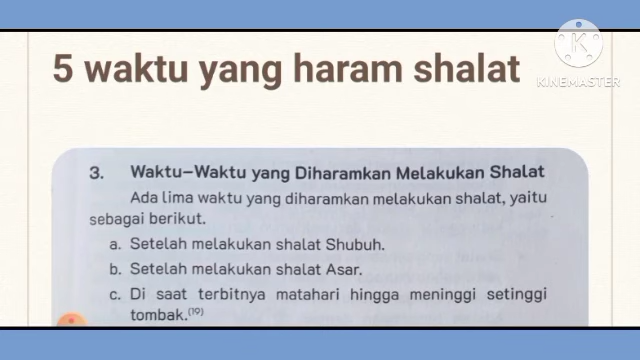 5 waktu yang haram shalat
KINEMASTER
3. Waktu-Waktu yang Diharamkan Melakukan Shalat
Ada lima waktu yang diharamkan melakukan shalat, yaitu
sebagai berikut.
a. Setelah melakukan shalat Shubuh.
b. Setelah melakukan shalat Asar.
c. Di saat terbitnya matahari hingga meninggi setinggi
tombak.(19)